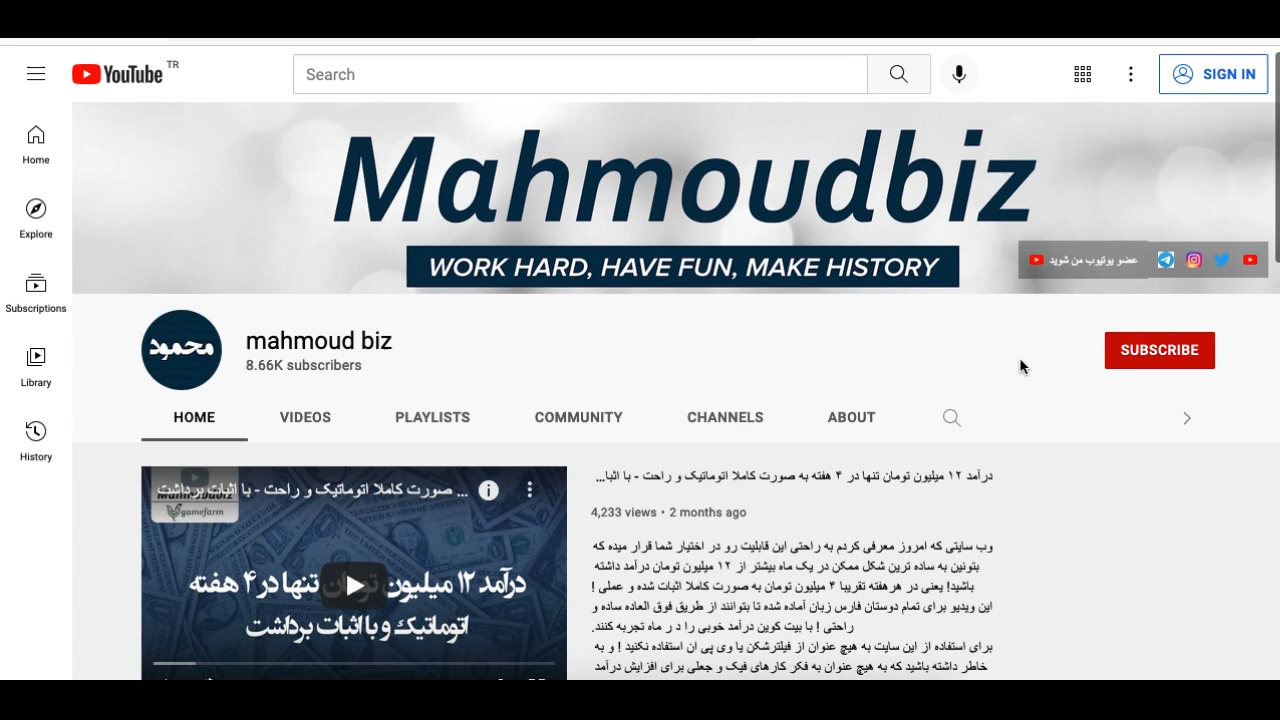 YouTube TR
Search
SIGN IN
Home
Explore
Subscriptions
Library
History
Mahmoudbiz
WORK HARD, HAVE FUN, MAKE HISTORY
عضو یوتیوب من شوید
محمود
mahmoud biz
8.66K subscribers
SUBSCRIBE
HOME VIDEOS PLAYLISTS COMMUNITY CHANNELS ABOUT
صورت کاملا اتوماتیک و راحت - با اثبات برداشت ...
Mahmoudbiz
gamefarm
درآمد ۱۲ میلیون تومان تنها در ۴ هفته
اتوماتیک و با اثبات برداشت
درآمد ۱۲ میلیون تومان تنها در ۴ هفته به صورت کاملا اتوماتیک و راحت - با اثبا...
4,233 views • 2 months ago
وب سایتی که امروز معرفی کردم به راحتی این قابلیت رو در اختیار شما قرار میده که
بتونین به ساده ترین شکل ممکن در یک ماه بیشتر از ۱۲ میلیون تومان درآمد داشته
باشید! یعنی در هرهفته تقریبا ۴ میلیون تومان به صورت کاملا اثبات شده و عملی !
این ویدیو برای تمام دوستان فارس زبان آماده شده تا بتوانند از طریق فوق العاده ساده و
راحتی ! با بیت کوین درآمد خوبی را د ر ماه تجربه کنند.
برای استفاده از این سایت به هیچ عنوان از فیلترشکن یا وی پی ان استفاده نکنید ! و به
خاطر داشته باشید که به هیچ عنوان به فکر کارهای فیک و جعلی برای افزایش درآمد